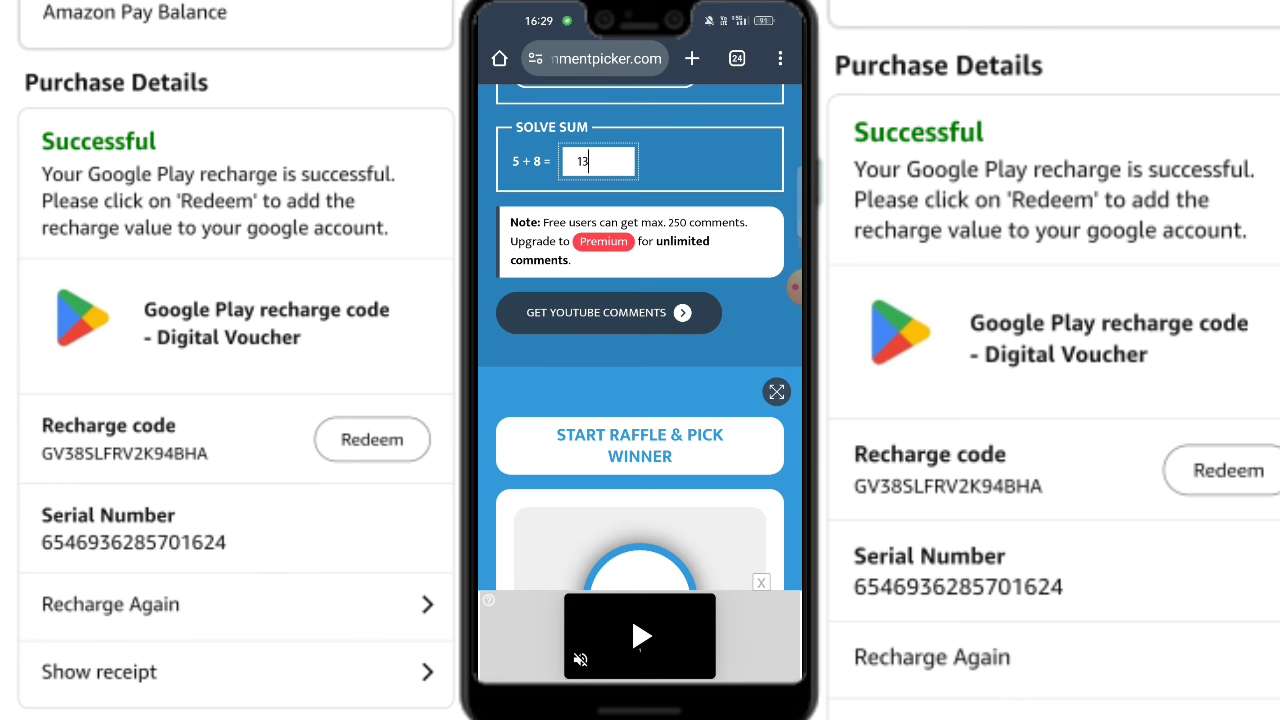 Amazon Pay Balance
Purchase Details
Successful
Your Google Play recharge is successful.
Please click on 'Redeem' to add the
recharge value to your google account.
Google Play recharge code
- Digital Voucher
Recharge code
GV38SLFRV2K94BHA
Redeem
Serial Number
6546936285701624
Recharge Again
Show receipt
16:29
91
nmentpicker.com
24
SOLVE SUM
5 + 8 = 13
Note: Free users can get max. 250 comments.
Upgrade to Premium for unlimited
comments.
GET YOUTUBE COMMENTS
START RAFFLE & PICK
WINNER
X
Purchase Details
Successful
Your Google Play recharge is successful.
Please click on 'Redeem' to add the
recharge value to your google account.
Google Play recharge code
- Digital Voucher
Recharge code
GV38SLFRV2K94BHA
Redeem
Serial Number
6546936285701624
Recharge Again